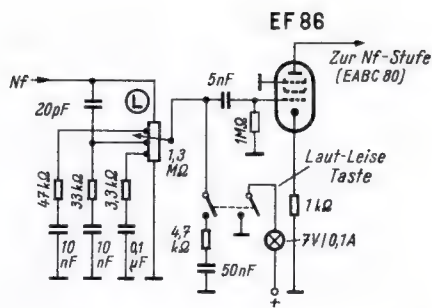 EF 86
Zur Nf-Stufe
[EABC 80]
Nf
L
5nF
20pF
1MΩ
1,3
MΩ
Laut-Leise
Taste
47kΩ
33kΩ
3,3kΩ
1kΩ
4,7
kΩ
7V/0,1A
10
nF
10
nF
0,1
µF
50nF
+